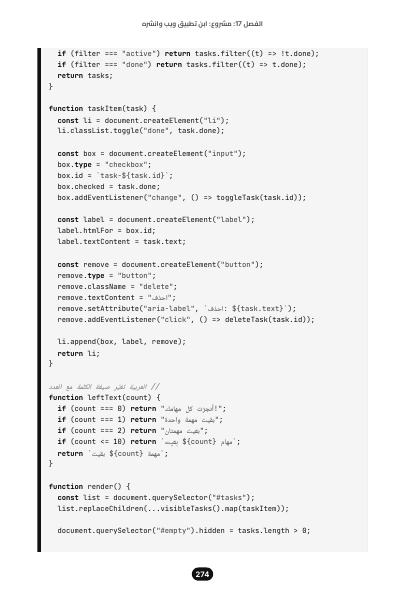 الفصل 17: مشروع: ابن تطبيق ويب وانشره
if (filter === "active") return tasks.filter((t) => !t.done);
if (filter === "done") return tasks.filter((t) => t.done);
return tasks;
}
function taskItem(task) {
const li = document.createElement("li");
li.classList.toggle("done", task.done);
const box = document.createElement("input");
box.type = "checkbox";
box.id = `task-${task.id}`;
box.checked = task.done;
box.addEventListener("change", () => toggleTask(task.id));
const label = document.createElement("label");
label.htmlFor = box.id;
label.textContent = task.text;
const remove = document.createElement("button");
remove.type = "button";
remove.className = "delete";
remove.textContent = "احذف";
remove.setAttribute("aria-label", `احذف: ${task.text}`);
remove.addEventListener("click", () => deleteTask(task.id));
li.append(box, label, remove);
return li;
}
// العربية تغيّر صيغة الكلمة مع العدد
function leftText(count) {
if (count === 0) return "أنجزت كل مهامك!";
if (count === 1) return "بقيت مهمة واحدة";
if (count === 2) return "بقيت مهمتان";
if (count <= 10) return `بقيت ${count} مهام`;
return `بقيت ${count} مهمة`;
}
function render() {
const list = document.querySelector("#tasks");
list.replaceChildren(...visibleTasks().map(taskItem));
document.querySelector("#empty").hidden = tasks.length > 0;
274